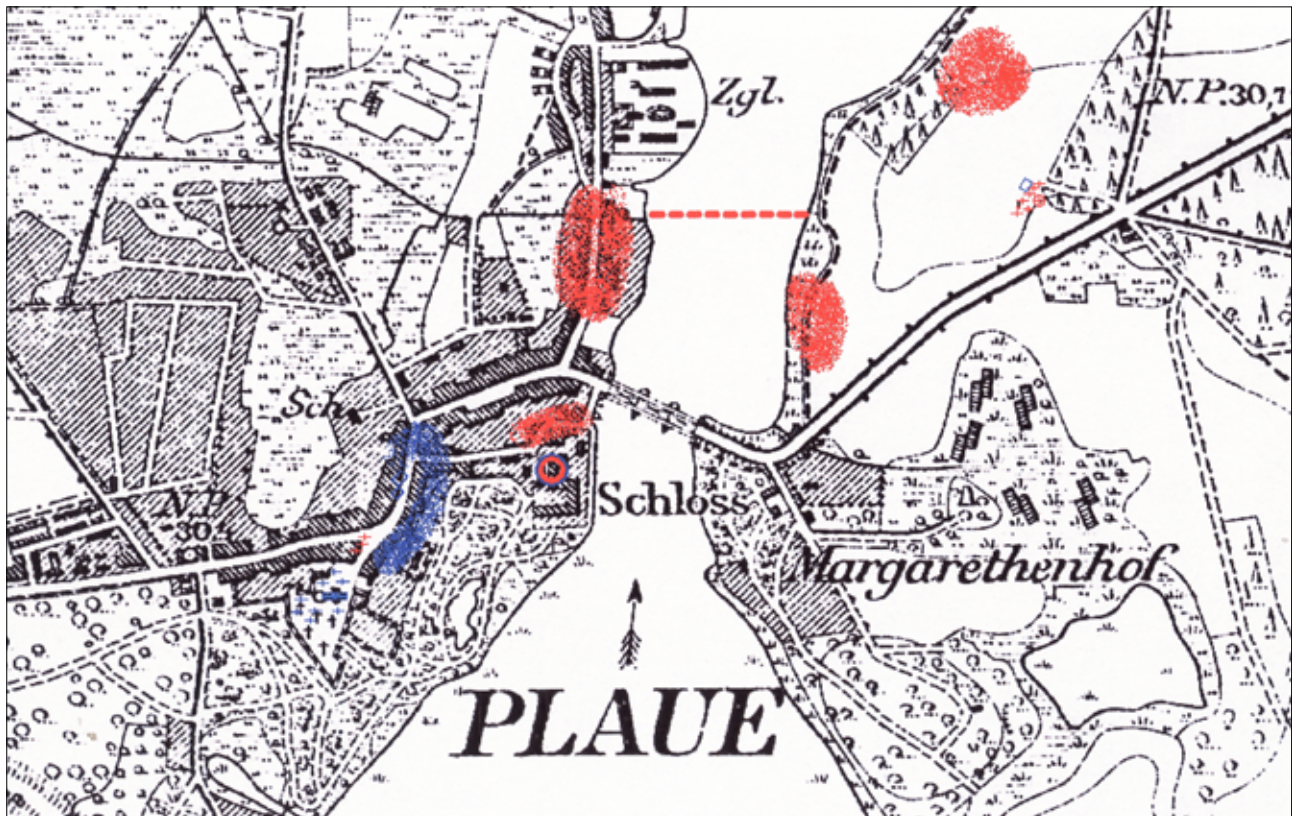 Zgl.
N.P.30,1
Sch.
N.P.
30
Schloss
Margarethenhof
PLAUE